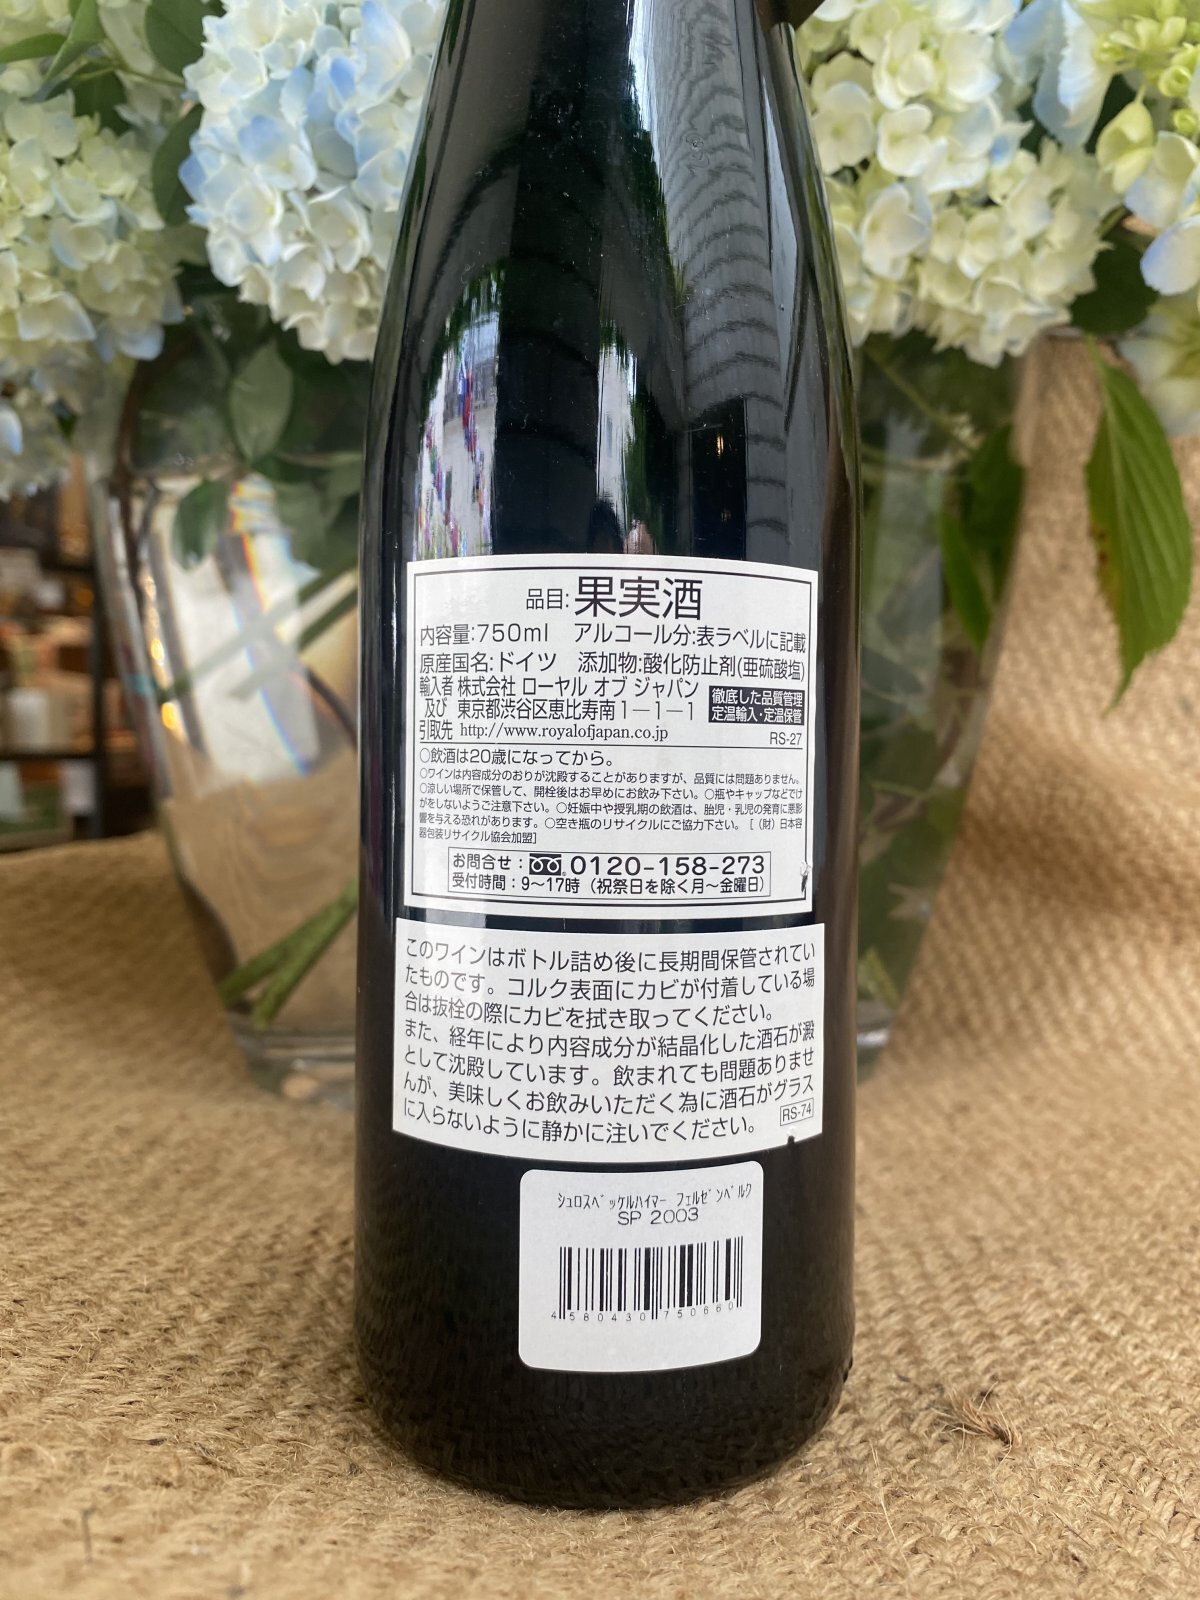 品目:果実酒
内容量:750ml アルコール分:表ラベルに記載
原産国名:ドイツ 添加物:酸化防止剤(亜硫酸塩)
輸入者 株式会社 ローヤル オブ ジャパン
及び 東京都渋谷区恵比寿南1-1-1
引取先 http://www.royalofjapan.co.jp
徹底した品質管理
定温輸入・定温保管
RS-27
○飲酒は20歳になってから。
○ワインは内容成分のおりが沈殿することがありますが、品質には問題ありません。
○涼しい場所で保管して、開栓後はお早めにお飲み下さい。○瓶やキャップなどでけ
がをしないようご注意下さい。○妊娠中や授乳期の飲酒は、胎児・乳児の発育に悪影
響を与える恐れがあります。○空き瓶のリサイクルにご協力下さい。[(財)日本容
器包装リサイクル協会加盟]
お問合せ: 0120-158-273
受付時間:9~17時(祝祭日を除く月~金曜日)
このワインはボトル詰め後に長期間保管されてい
たものです。コルク表面にカビが付着している場
合は抜栓の際にカビを拭き取ってください。
また、経年により内容成分が結晶化した酒石が澱
として沈殿しています。飲まれても問題ありませ
んが、美味しくお飲みいただく為に酒石がグラス
に入らないように静かに注いでください。
RS-74
シュロスベッケルハイマー フェルゼンベルク
SP 2003
4580430750660